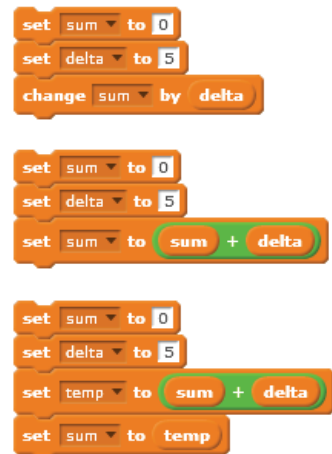 set sum to 0
set delta to 5
change sum by delta
set sum to 0
set delta to 5
set sum to sum + delta
set sum to 0
set delta to 5
set temp to sum + delta
set sum to temp